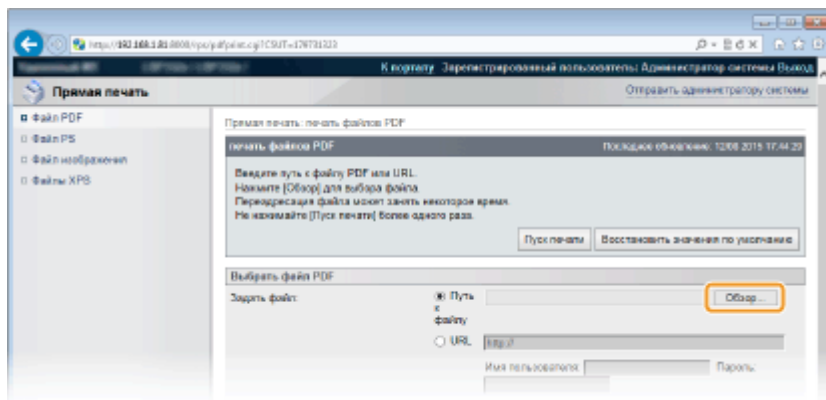 К порталу Зарегистрированный пользователь: Администратор системы Выход
Прямая печать
Отправить администратору системы
Файл PDF
Файл PS
Файл изображения
Файлы XPS
Прямая печать: печать файлов PDF
печать файлов PDF
Последнее обновление: 12/08 2015 17:44:29
Введите путь к файлу PDF или URL.
Нажмите [Обзор] для выбора файла.
Переадресация файла может занять некоторое время.
Не нажимайте [Пуск печати] более одного раза.
Пуск печати Восстановить значения по умолчанию
Выбрать файл PDF
Задать файл: Путь к файлу Обзор...
URL http://
Имя пользователя: Пароль: